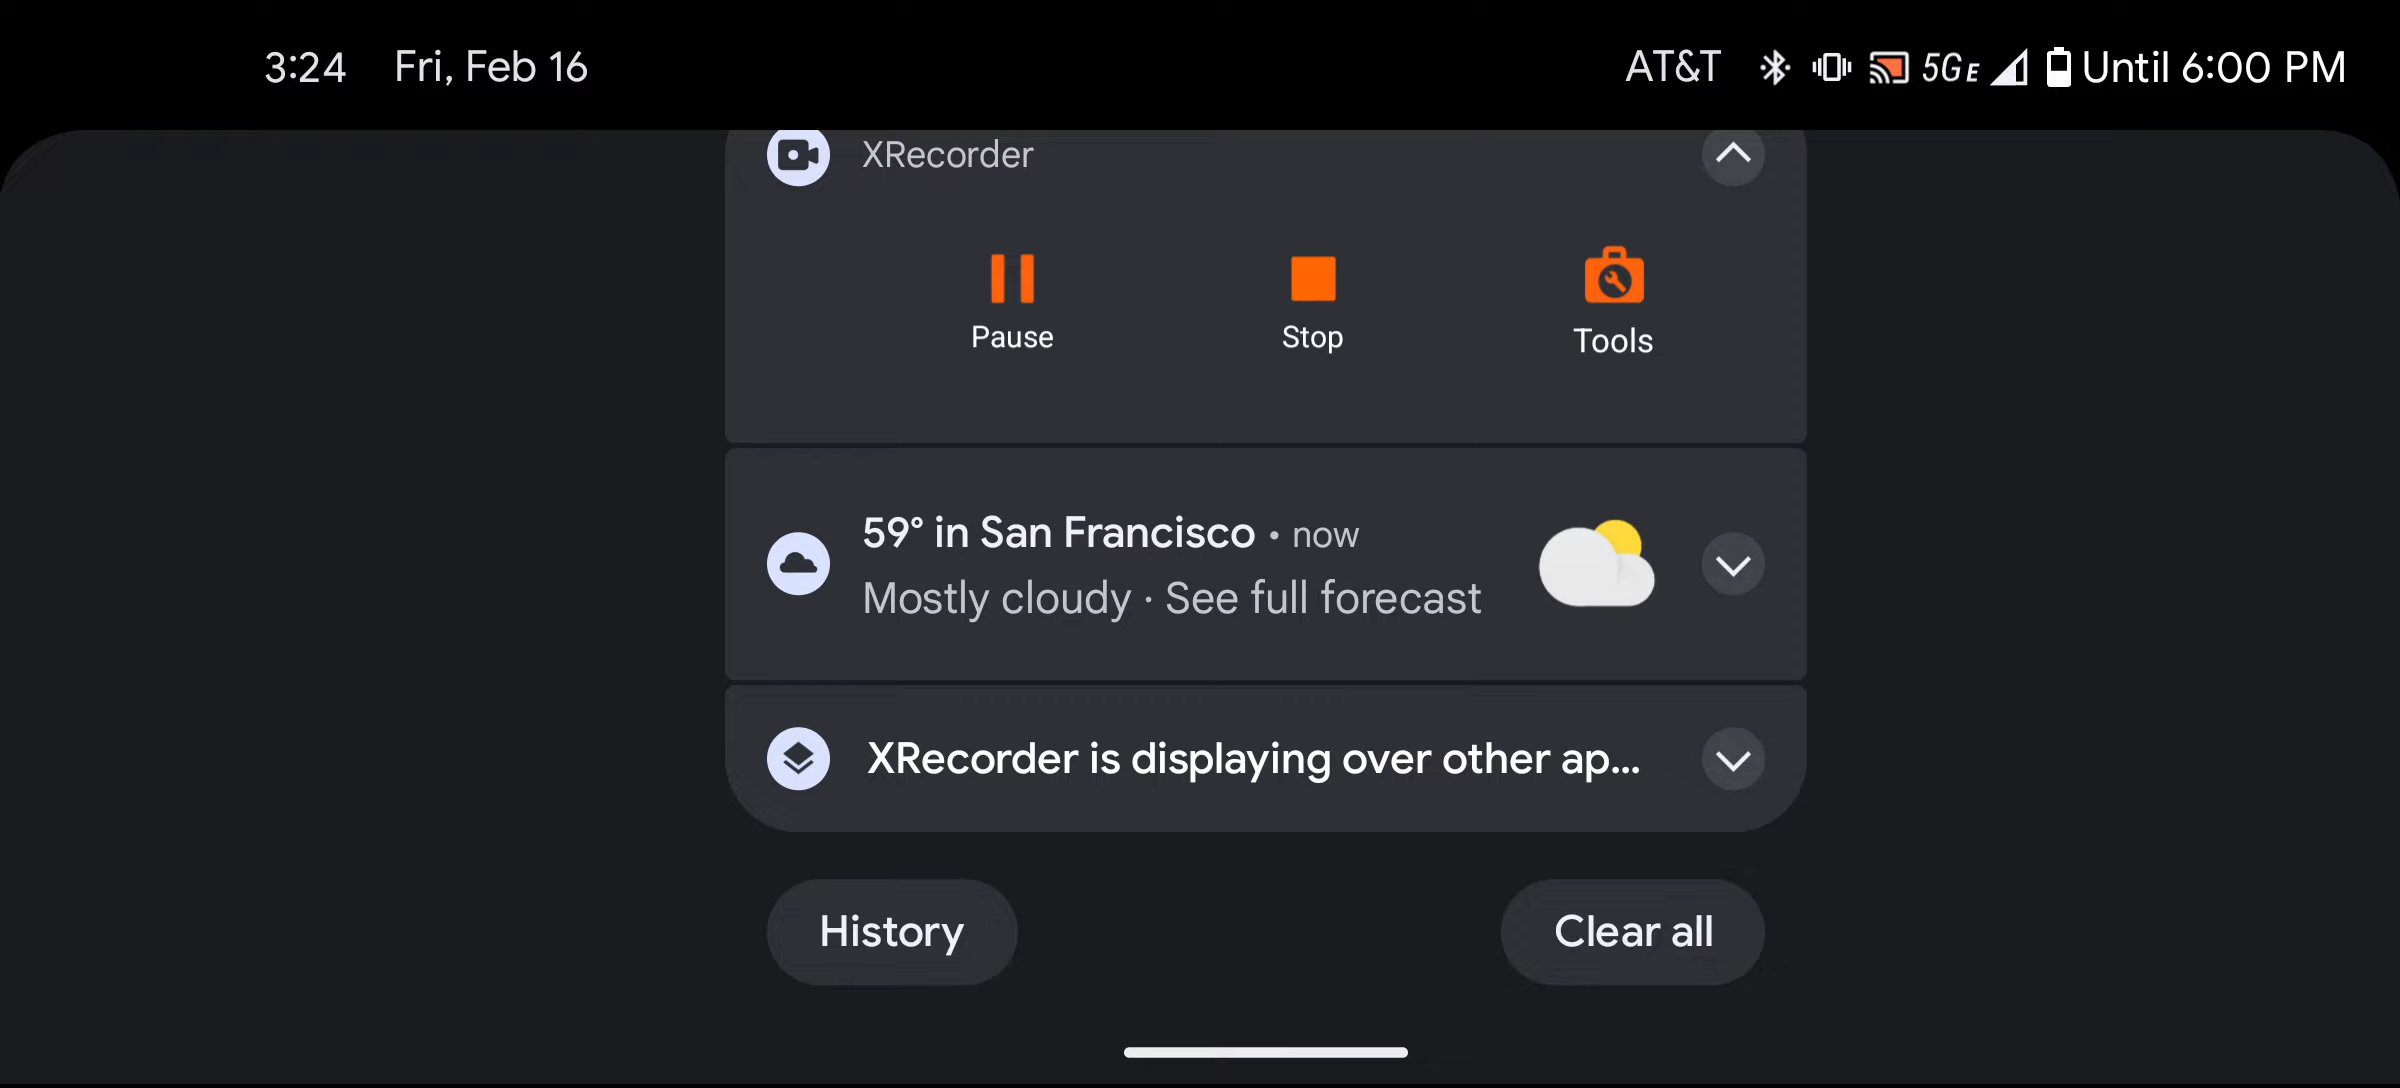 3:24 Fri, Feb 16 AT&T 5GE Until 6:00 PM
XRecorder
Pause Stop Tools
59° in San Francisco • now
Mostly cloudy · See full forecast
XRecorder is displaying over other ap...
History Clear all